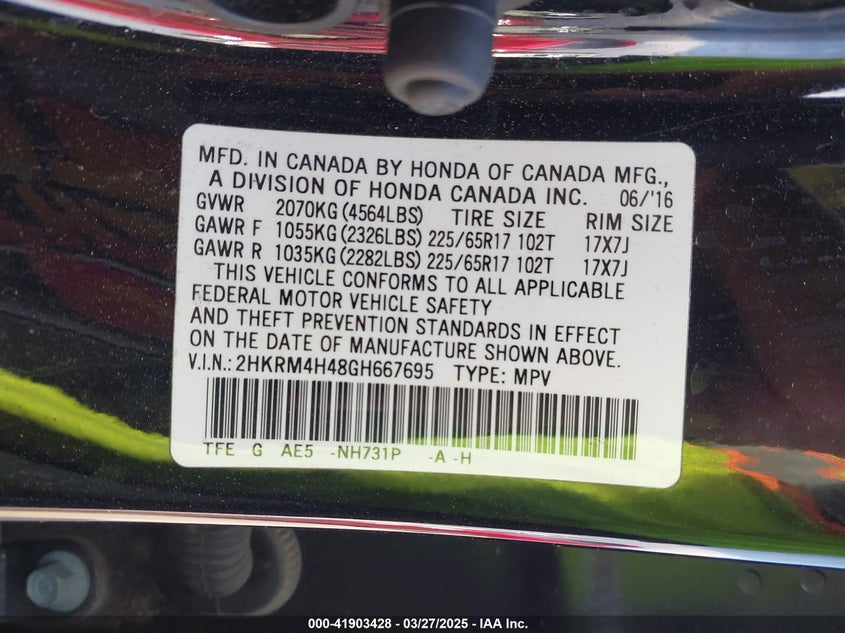 MFD. IN CANADA BY HONDA OF CANADA MFG.,
A DIVISION OF HONDA CANADA INC. 06/'16
GVWR 2070KG (4564LBS) TIRE SIZE RIM SIZE
GAWR F 1055KG (2326LBS) 225/65R17 102T 17X7J
GAWR R 1035KG (2282LBS) 225/65R17 102T 17X7J
THIS VEHICLE CONFORMS TO ALL APPLICABLE
FEDERAL MOTOR VEHICLE SAFETY
AND THEFT PREVENTION STANDARDS IN EFFECT
ON THE DATE OF MANUFACTURE SHOWN ABOVE.
V.I.N.: 2HKRM4H48GH667695 TYPE: MPV
TFE G AE5 -NH731P -A -H
000-41903428 - 03/27/2025 - IAA Inc.